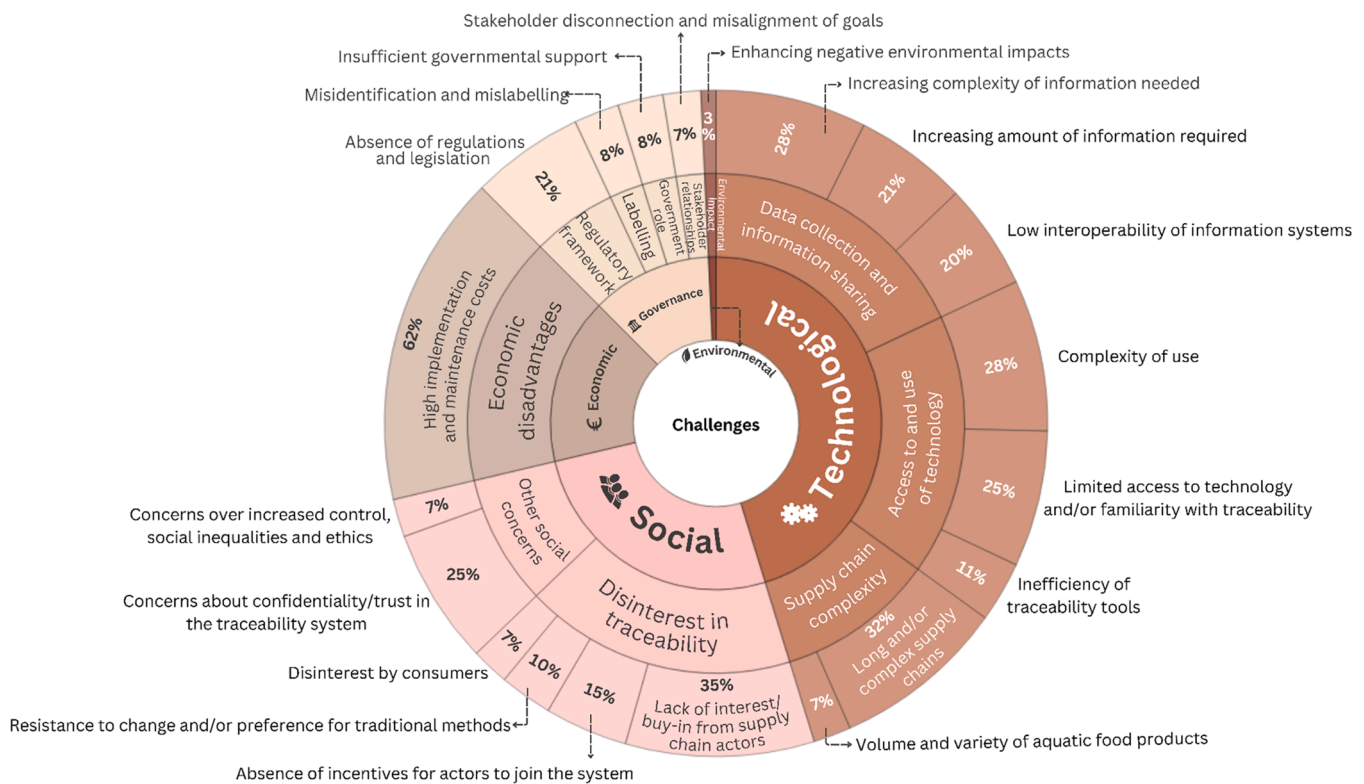 Stakeholder disconnection and misalignment of goals
Insufficient governmental support
Enhancing negative environmental impacts
Misidentification and mislabelling
Increasing complexity of information needed
Absence of regulations
and legislation
Increasing amount of information required
Low interoperability of information systems
Complexity of use
Limited access to technology
and/or familiarity with traceability
Inefficiency of
traceability tools
Volume and variety of aquatic food products
Absence of incentives for actors to join the system
Resistance to change and/or preference for traditional methods
Disinterest by consumers
Concerns about confidentiality/trust in
the traceability system
Concerns over increased control,
social inequalities and ethics
3
%
28%
21%
20%
28%
25%
11%
32%
Long and/or
complex supply
chains
7%
35%
Lack of interest/
buy-in from supply
chain actors
15%
10%
7%
25%
7%
62%
High implementation
and maintenance costs
21%
8%
8%
7%
Environmental
Impact
Data collection and
information sharing
Access to and use
of technology
Supply chain
complexity
Disinterest in
traceability
Other social
concerns
Economic
disadvantages
Regulatory
framework
Labelling
Government
role
Stakeholder
relationships
Technological
Social
€ Economic
Governance
Environmental
Challenges